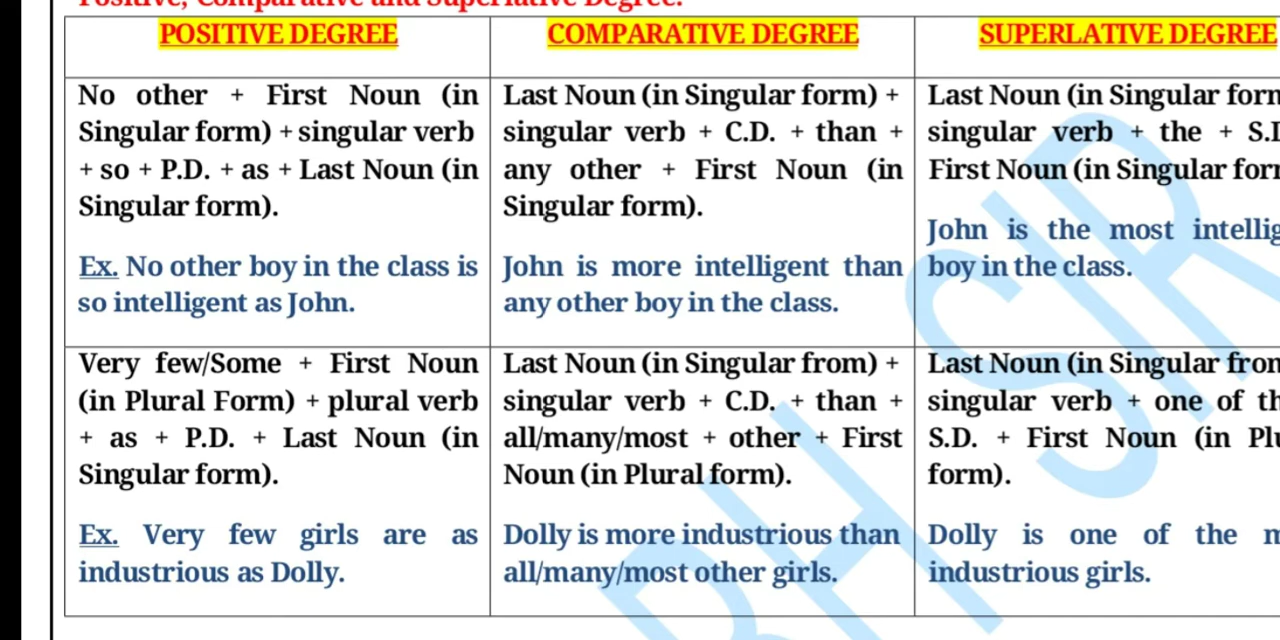 Positive, Comparative and Superlative Degree.
POSITIVE DEGREE
COMPARATIVE DEGREE
SUPERLATIVE DEGREE
No other + First Noun (in
Singular form) + singular verb
+ so + P.D. + as + Last Noun (in
Singular form).
Ex. No other boy in the class is
so intelligent as John.
Last Noun (in Singular form) +
singular verb + C.D. + than +
any other + First Noun (in
Singular form).
John is more intelligent than
any other boy in the class.
Last Noun (in Singular
singular verb + the +
First Noun (in Singular
John is the most
boy in the class.
Very few/Some + First Noun
(in Plural Form) + plural verb
+ as + P.D. + Last Noun (in
Singular form).
Ex. Very few girls are as
industrious as Dolly.
Last Noun (in Singular from) +
singular verb + C.D. + than +
all/many/most + other + First
Noun (in Plural form).
Dolly is more industrious than
all/many/most other girls.
Last Noun (in Singular
singular verb + one of
S.D. + First Noun (in
form).
Dolly is one of the
industrious girls.
SIR